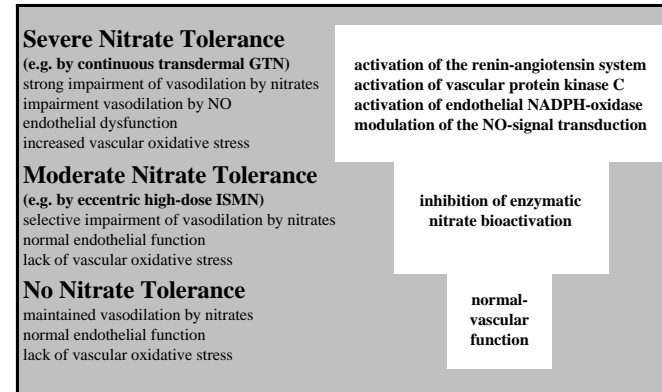 Severe Nitrate Tolerance
(e.g. by continuous transdermal GTN)
strong impairment of vasodilation by nitrates
impairment vasodilation by NO
endothelial dysfunction
increased vascular oxidative stress
activation of the renin-angiotensin system
activation of vascular protein kinase C
activation of endothelial NADPH-oxidase
modulation of the NO-signal transduction
Moderate Nitrate Tolerance
(e.g. by eccentric high-dose ISMN)
selective impairment of vasodilation by nitrates
normal endothelial function
lack of vascular oxidative stress
inhibition of enzymatic
nitrate bioactivation
No Nitrate Tolerance
maintained vasodilation by nitrates
normal endothelial function
lack of vascular oxidative stress
normal-
vascular
function